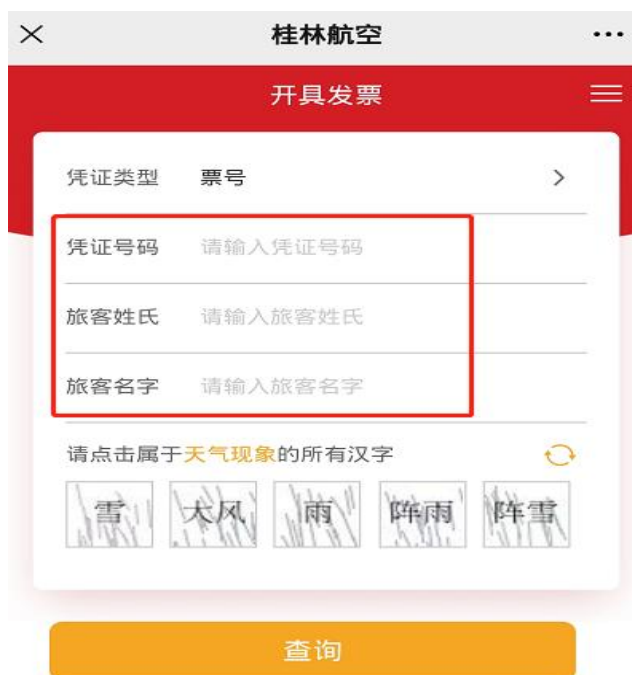 桂林航空
开具发票
凭证类型 票号
凭证号码 请输入凭证号码
旅客姓氏 请输入旅客姓氏
旅客名字 请输入旅客名字
请点击属于天气现象的所有汉字
雪 大风 雨 阵雨 阵雪
查询